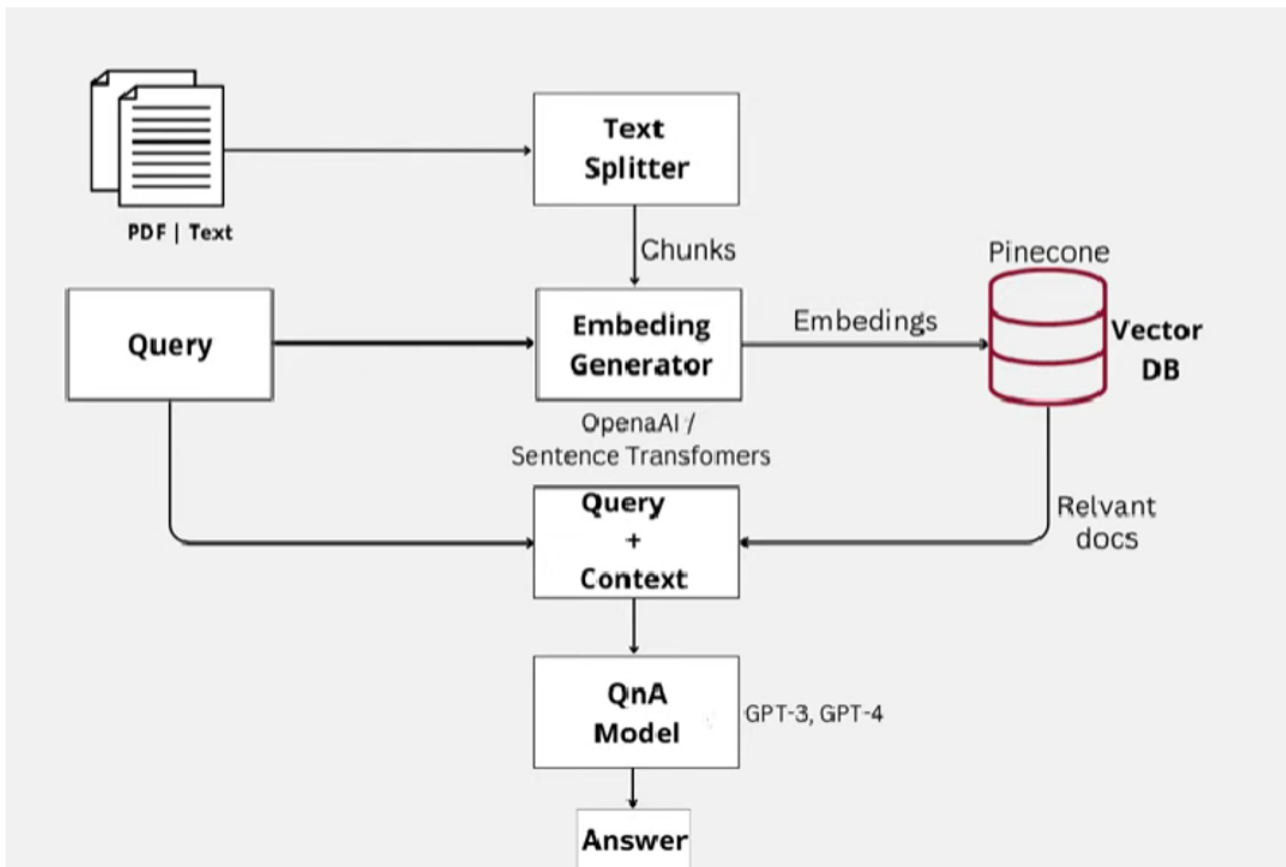 Text
Splitter
PDF | Text
Chunks
Pinecone
Query
Embeding
Generator
Embedings
Vector
DB
OpenaAI /
Sentence Transfomers
Query
+
Context
Relvant
docs
QnA
Model
GPT-3, GPT-4
Answer